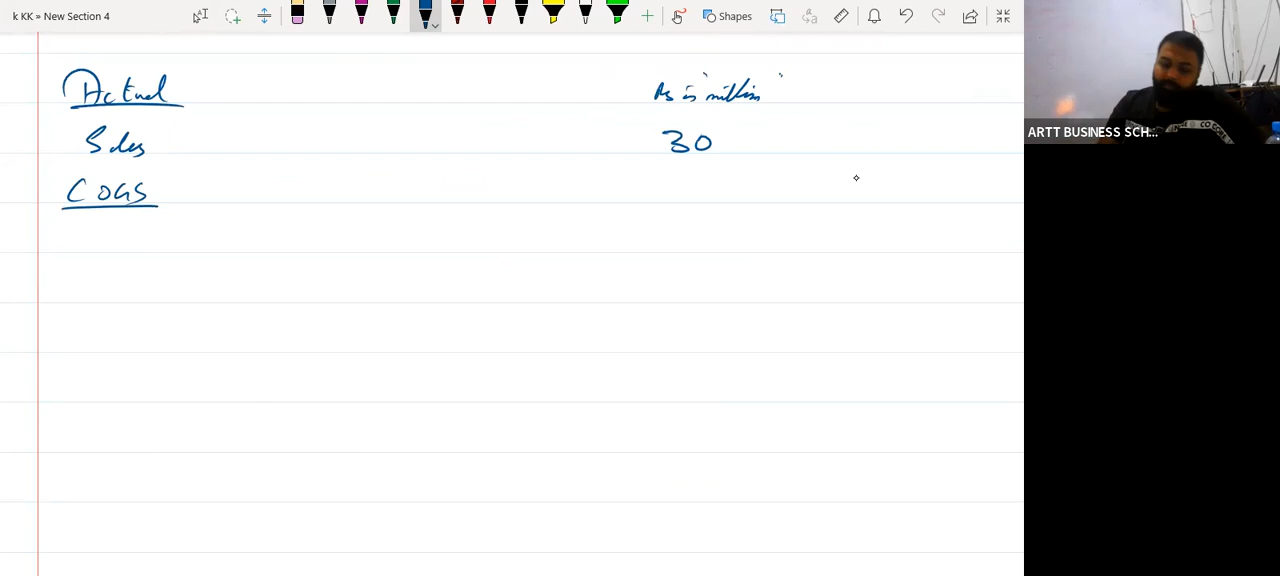 k KK » New Section 4
Shapes
Actual
Rs in "million"
Sales
30
COGS
ARTT BUSINESS SCH...